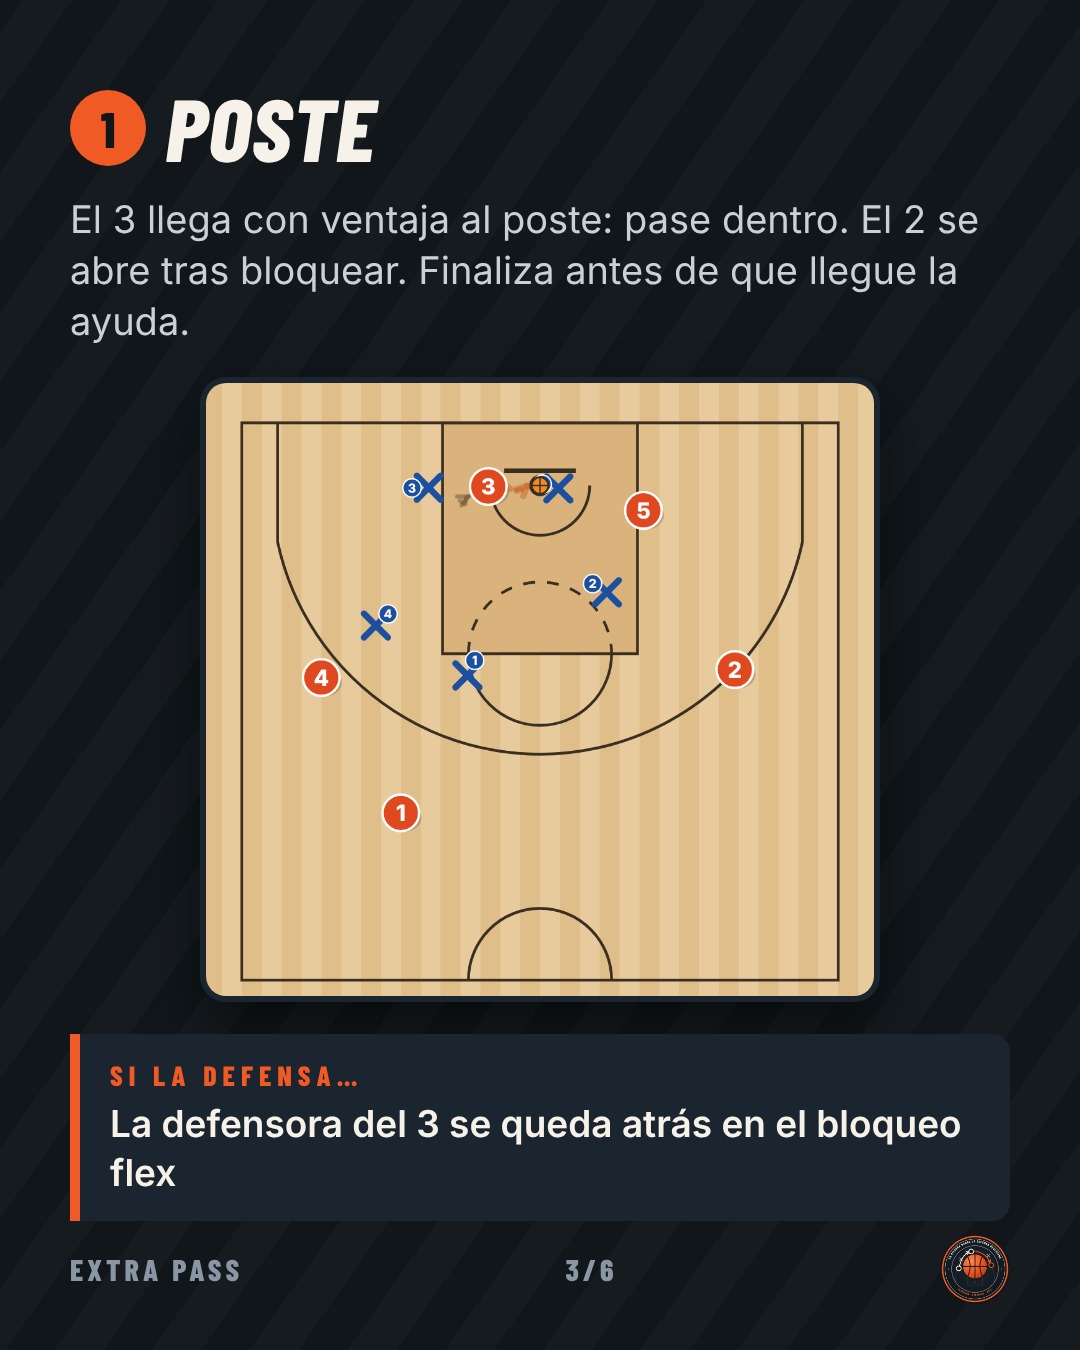 1 POSTE
El 3 llega con ventaja al poste: pase dentro. El 2 se
abre tras bloquear. Finaliza antes de que llegue la
ayuda.
3 3
5
2
4
1
4
2
1
SI LA DEFENSA...
La defensora del 3 se queda atrás en el bloqueo
flex
EXTRA PASS 3/6